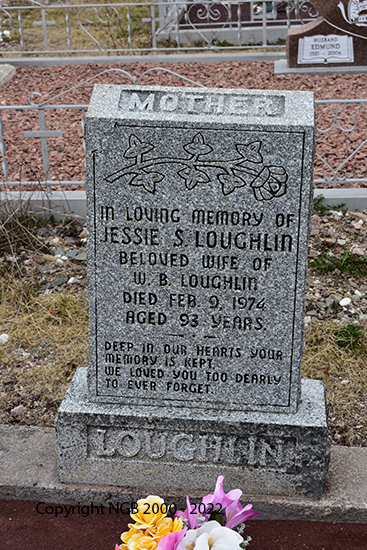 HUSBAND
EDMUND
1921 - 2006
MOTHER
IN LOVING MEMORY OF
JESSIE S. LOUGHLIN
BELOVED WIFE OF
W. B. LOUGHLIN
DIED FEB. 9, 1974
AGED 93 YEARS.
DEEP IN OUR HEARTS YOUR
MEMORY IS KEPT.
WE LOVED YOU TOO DEARLY
TO EVER FORGET.
LOUGHLIN
Copyright NGB 2000 - 2022